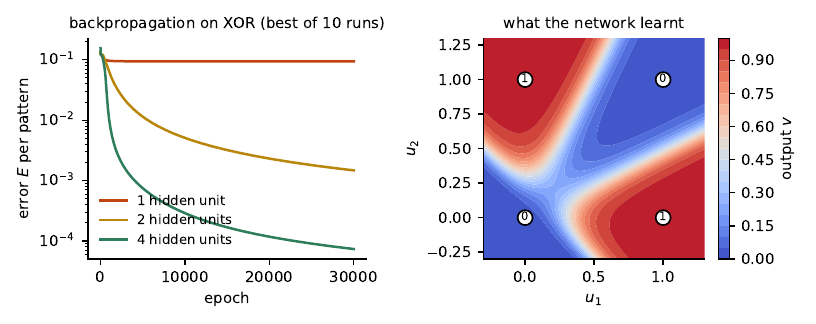 backpropagation on XOR (best of 10 runs)
error E per pattern
10⁻¹
10⁻²
10⁻³
10⁻⁴
1 hidden unit
2 hidden units
4 hidden units
0
10000
20000
30000
epoch
what the network learnt
u₂
1.25
1.00
0.75
0.50
0.25
0.00
−0.25
1
0
0
1
0.0
0.5
1.0
u₁
0.90
0.75
0.60
0.45
0.30
0.15
0.00
output v